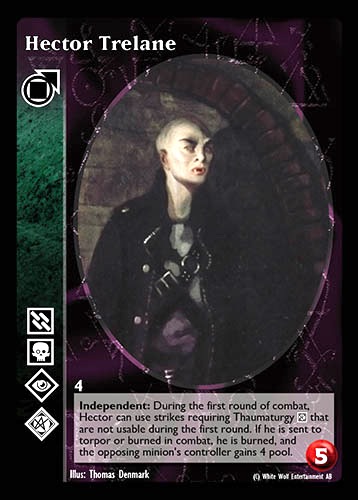 Hector Trelane
4
Independent: During the first round of combat,
Hector can use strikes requiring Thaumaturgy that
are not usable during the first round. If he is sent to
torpor or burned in combat, he is burned, and
the opposing minion's controller gains 4 pool.
5
Illus: Thomas Denmark
(C) White Wolf Entertainment AB